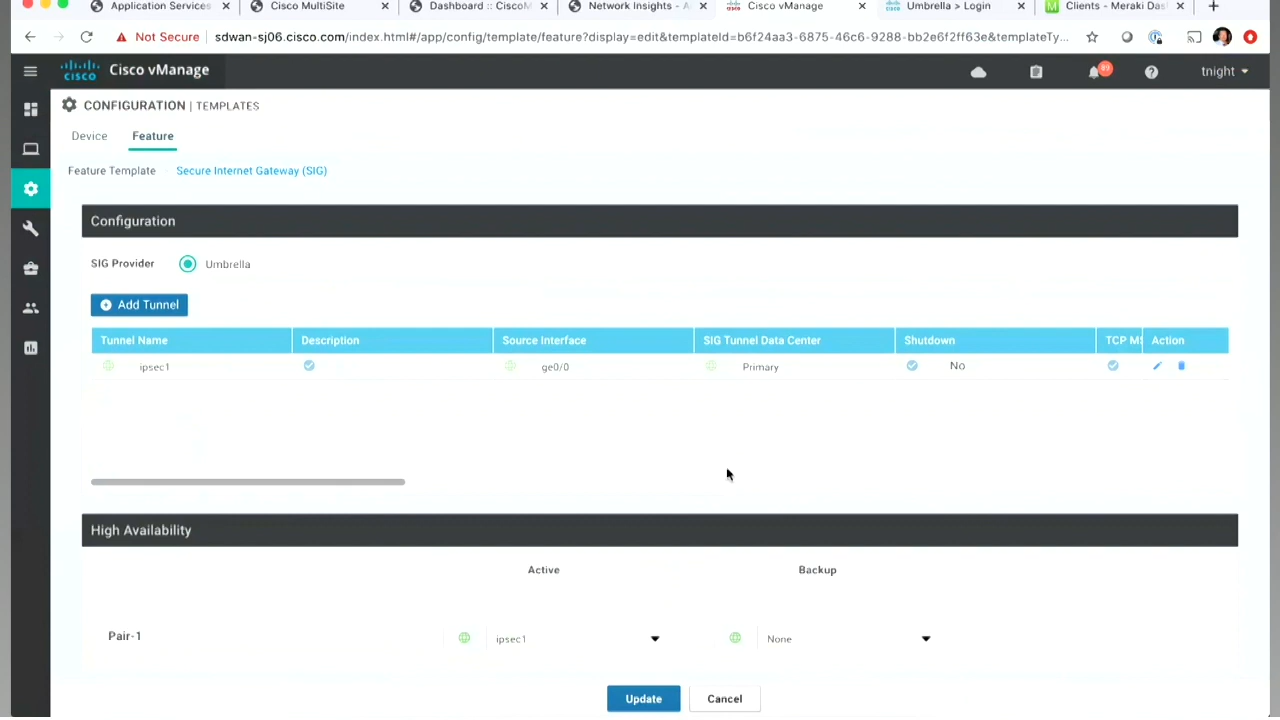 Application Services
Cisco MultiSite
Dashboard :: CiscoM
Network Insights - A
Cisco vManage
Umbrella > Login
Clients - Meraki Das
Not Secure
sdwan-sj06.cisco.com/index.html#/app/config/template/feature?display=edit&templateId=b6f24aa3-6875-46c6-9288-bb2e6f2ff63e&templateTy...
CISCO
Cisco vManage
89
tnight
CONFIGURATION | TEMPLATES
Device
Feature
Feature Template
Secure Internet Gateway (SIG)
Configuration
SIG Provider
Umbrella
Add Tunnel
Tunnel Name
Description
Source Interface
SIG Tunnel Data Center
Shutdown
TCP MS
Action
ipsec1
ge0/0
Primary
No
High Availability
Active
Backup
Pair-1
ipsec1
None
Update
Cancel